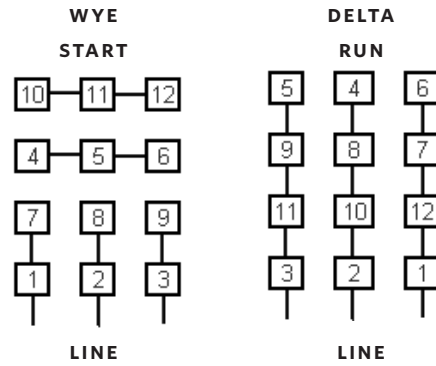 WYE
START
10 11 12
4 5 6
7 8 9
1 2 3
LINE
DELTA
RUN
5 4 6
9 8 7
11 10 12
3 2 1
LINE